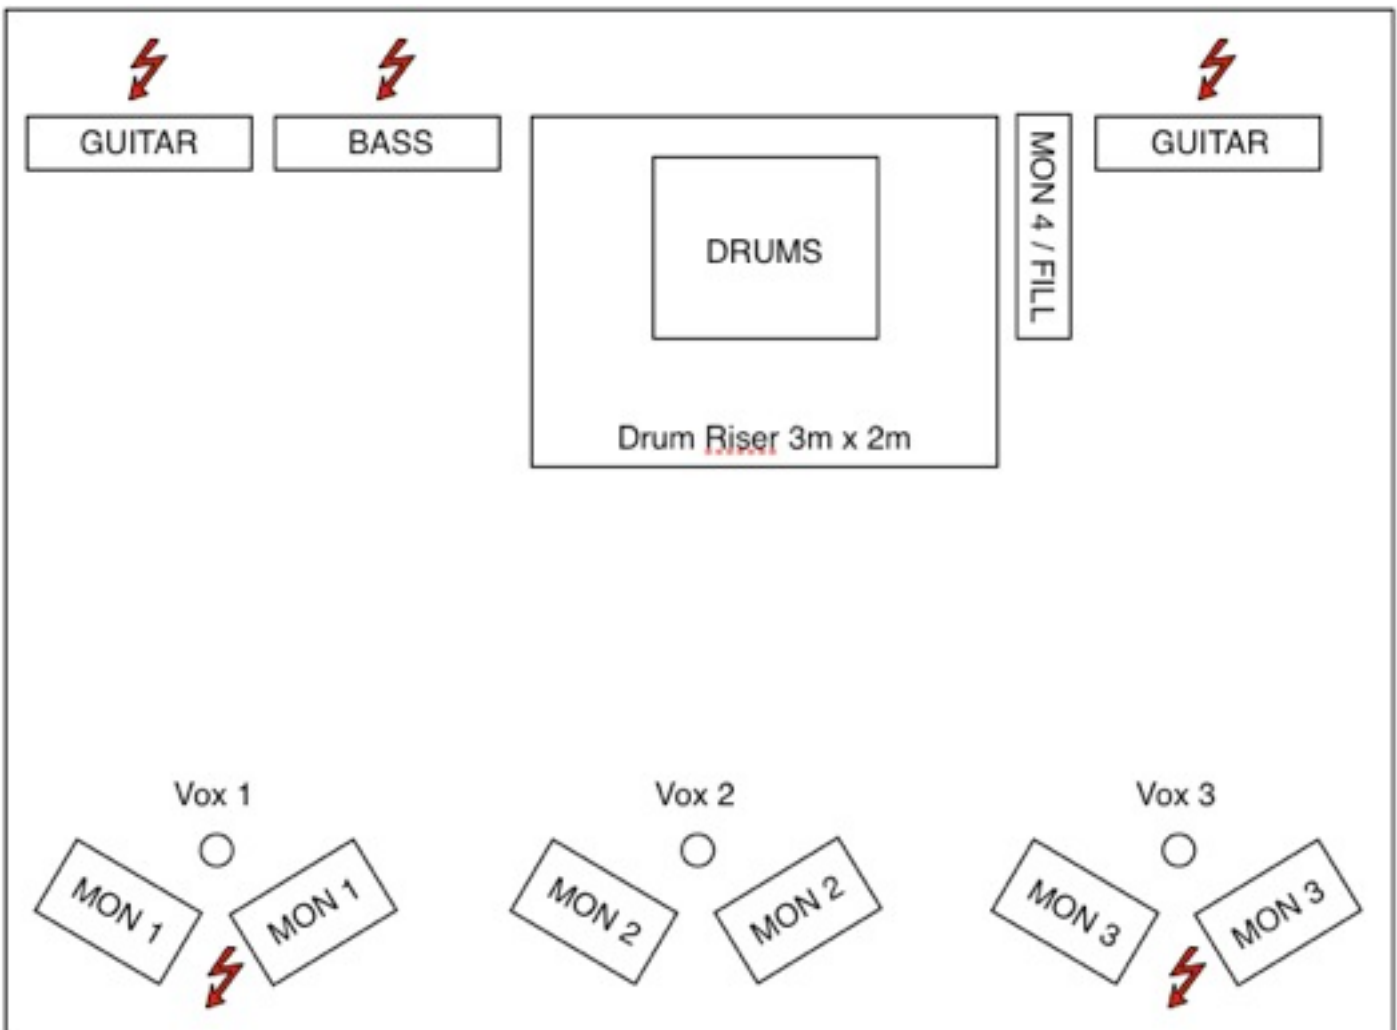 GUITAR
BASS
GUITAR
MON 4 / FILL
DRUMS
Drum Riser 3m x 2m
Vox 1
Vox 2
Vox 3
MON 1
MON 1
MON 2
MON 2
MON 3
MON 3